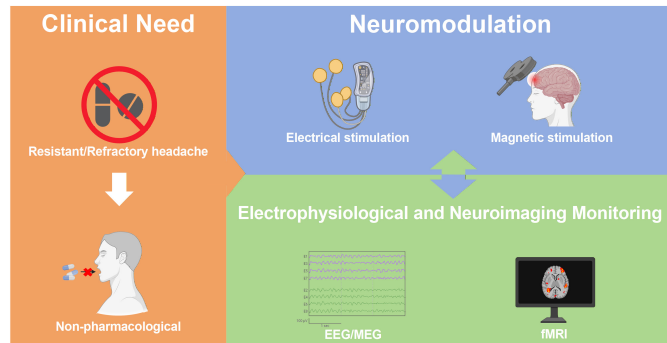 Clinical Need
Resistant/Refractory headache
Non-pharmacological
Neuromodulation
Electrical stimulation
Magnetic stimulation
Electrophysiological and Neuroimaging Monitoring
EEG/MEG
fMRI